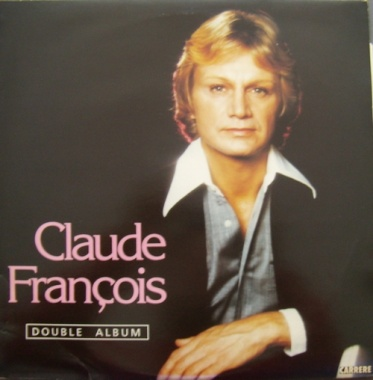 Claude
François
DOUBLE ALBUM
CARRERE